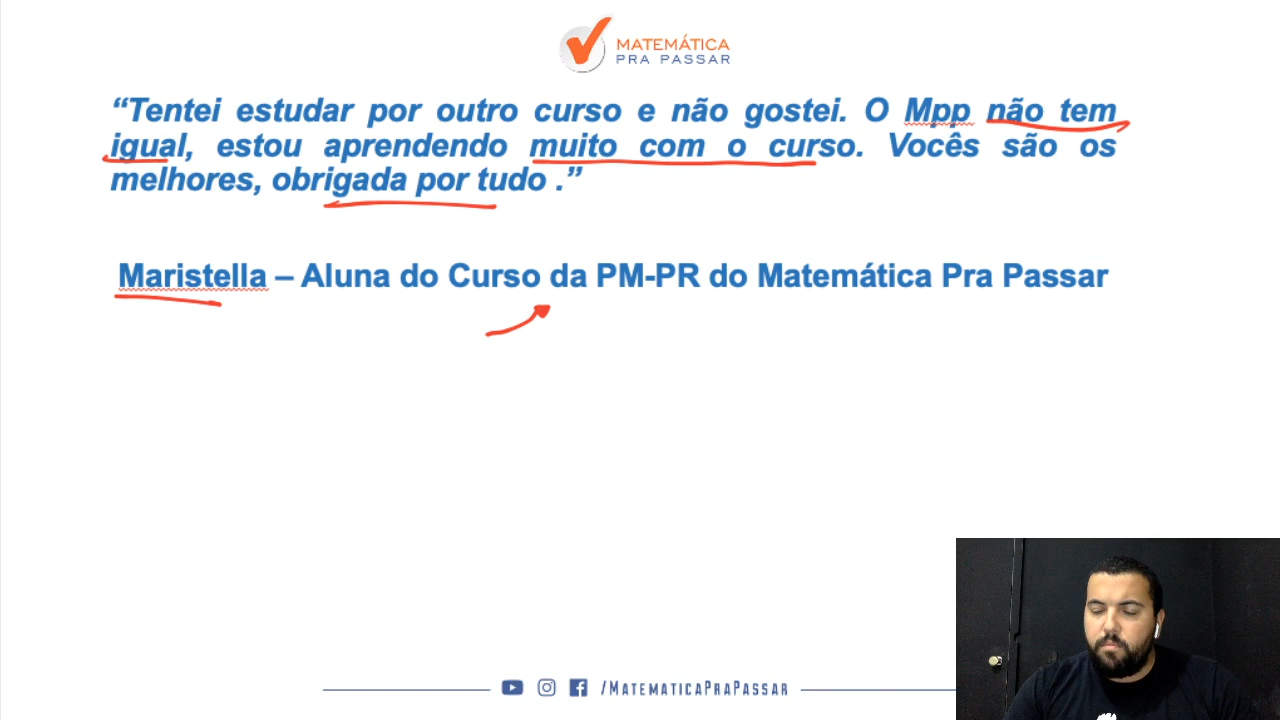 MATEMÁTICA
PRA PASSAR
“Tentei estudar por outro curso e não gostei. O Mpp não tem
igual, estou aprendendo muito com o curso. Vocês são os
melhores, obrigada por tudo .”
Maristella – Aluna do Curso da PM-PR do Matemática Pra Passar
/MATEMATICAPRAPASSAR